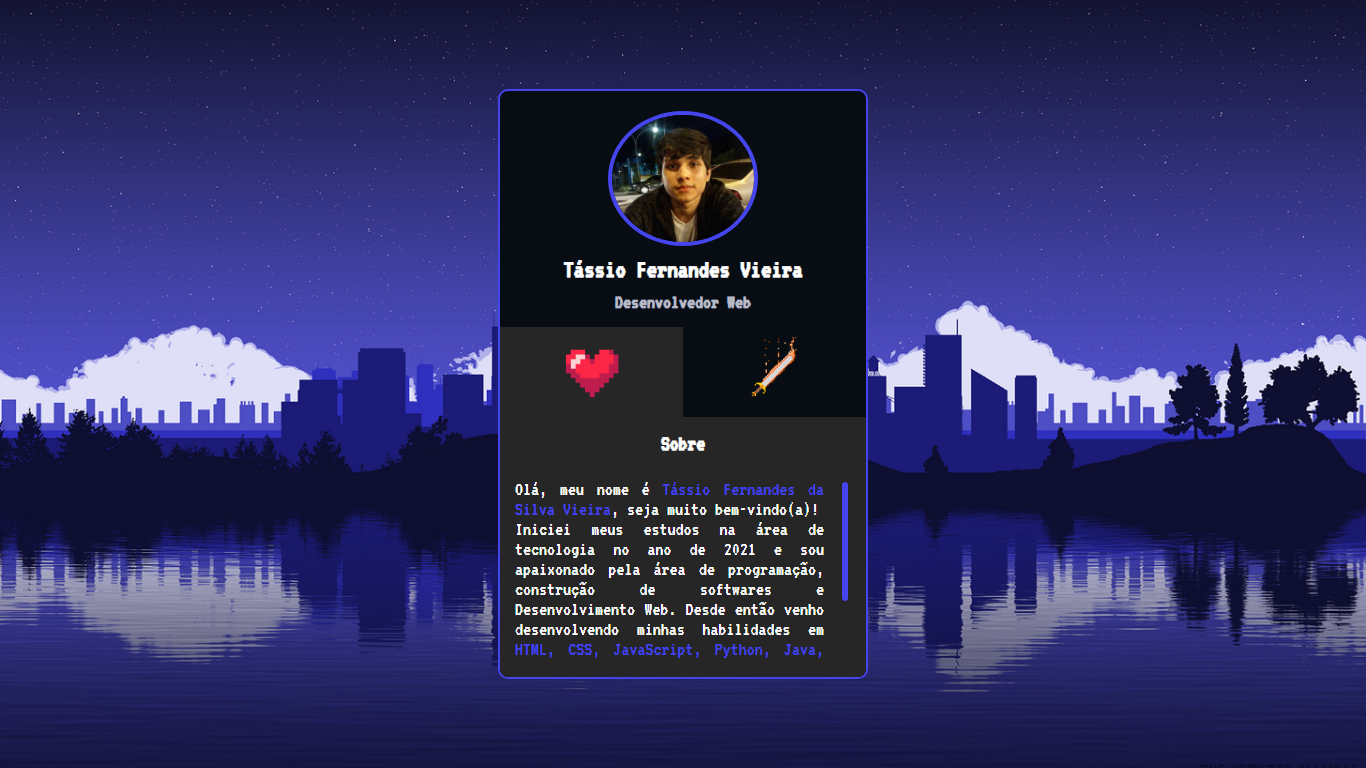 Tássio Fernandes Vieira
Desenvolvedor Web
Sobre
Olá, meu nome é Tássio Fernandes da
Silva Vieira, seja muito bem-vindo(a)!
Iniciei meus estudos na área de
tecnologia no ano de 2021 e sou
apaixonado pela área de programação,
construção de softwares e
Desenvolvimento Web. Desde então venho
desenvolvendo minhas habilidades em
HTML, CSS, JavaScript, Python, Java,